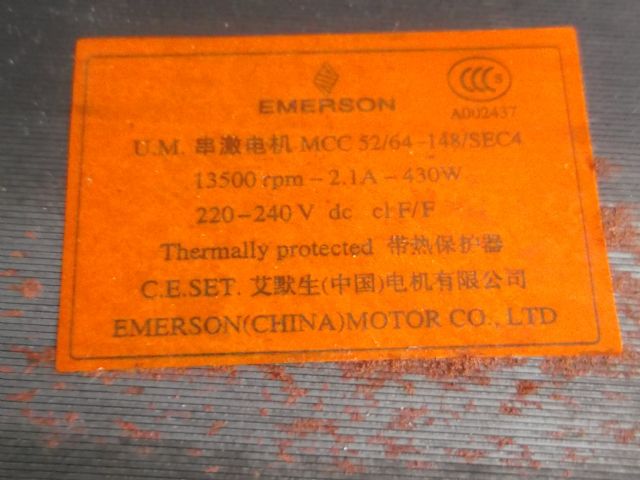 EMERSON
CCC S
A002437
U.M. 串激电机 MCC 52/64-148/SEC4
13500 rpm - 2.1A - 430W
220-240 V dc cl F/F
Thermally protected 带热保护器
C.E.SET. 艾默生(中国)电机有限公司
EMERSON(CHINA)MOTOR CO., LTD